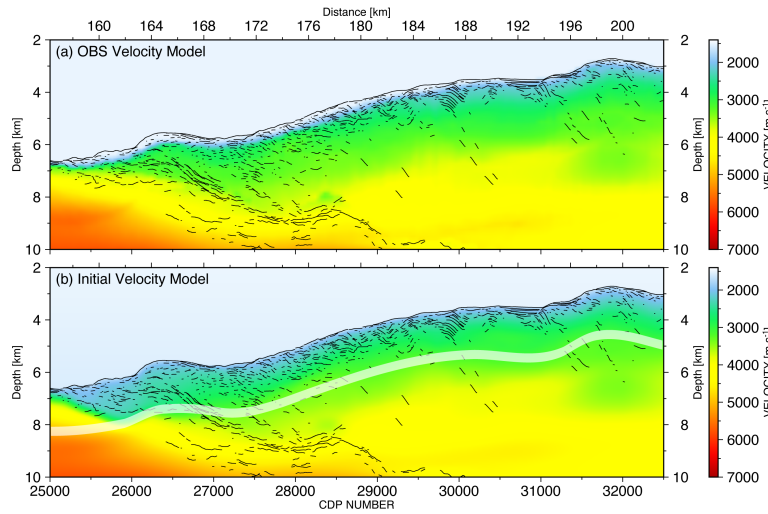 Distance [km]
160 164 168 172 176 180 184 188 192 196 200
(a) OBS Velocity Model
2 4 6 8 10
Depth [km]
2 4 6 8 10
Depth [km]
2000 3000 4000 5000 6000 7000
VELOCITY [m s-1]
(b) Initial Velocity Model
2 4 6 8 10
Depth [km]
2 4 6 8 10
Depth [km]
2000 3000 4000 5000 6000 7000
VELOCITY [m s-1]
25000 26000 27000 28000 29000 30000 31000 32000
CDP NUMBER